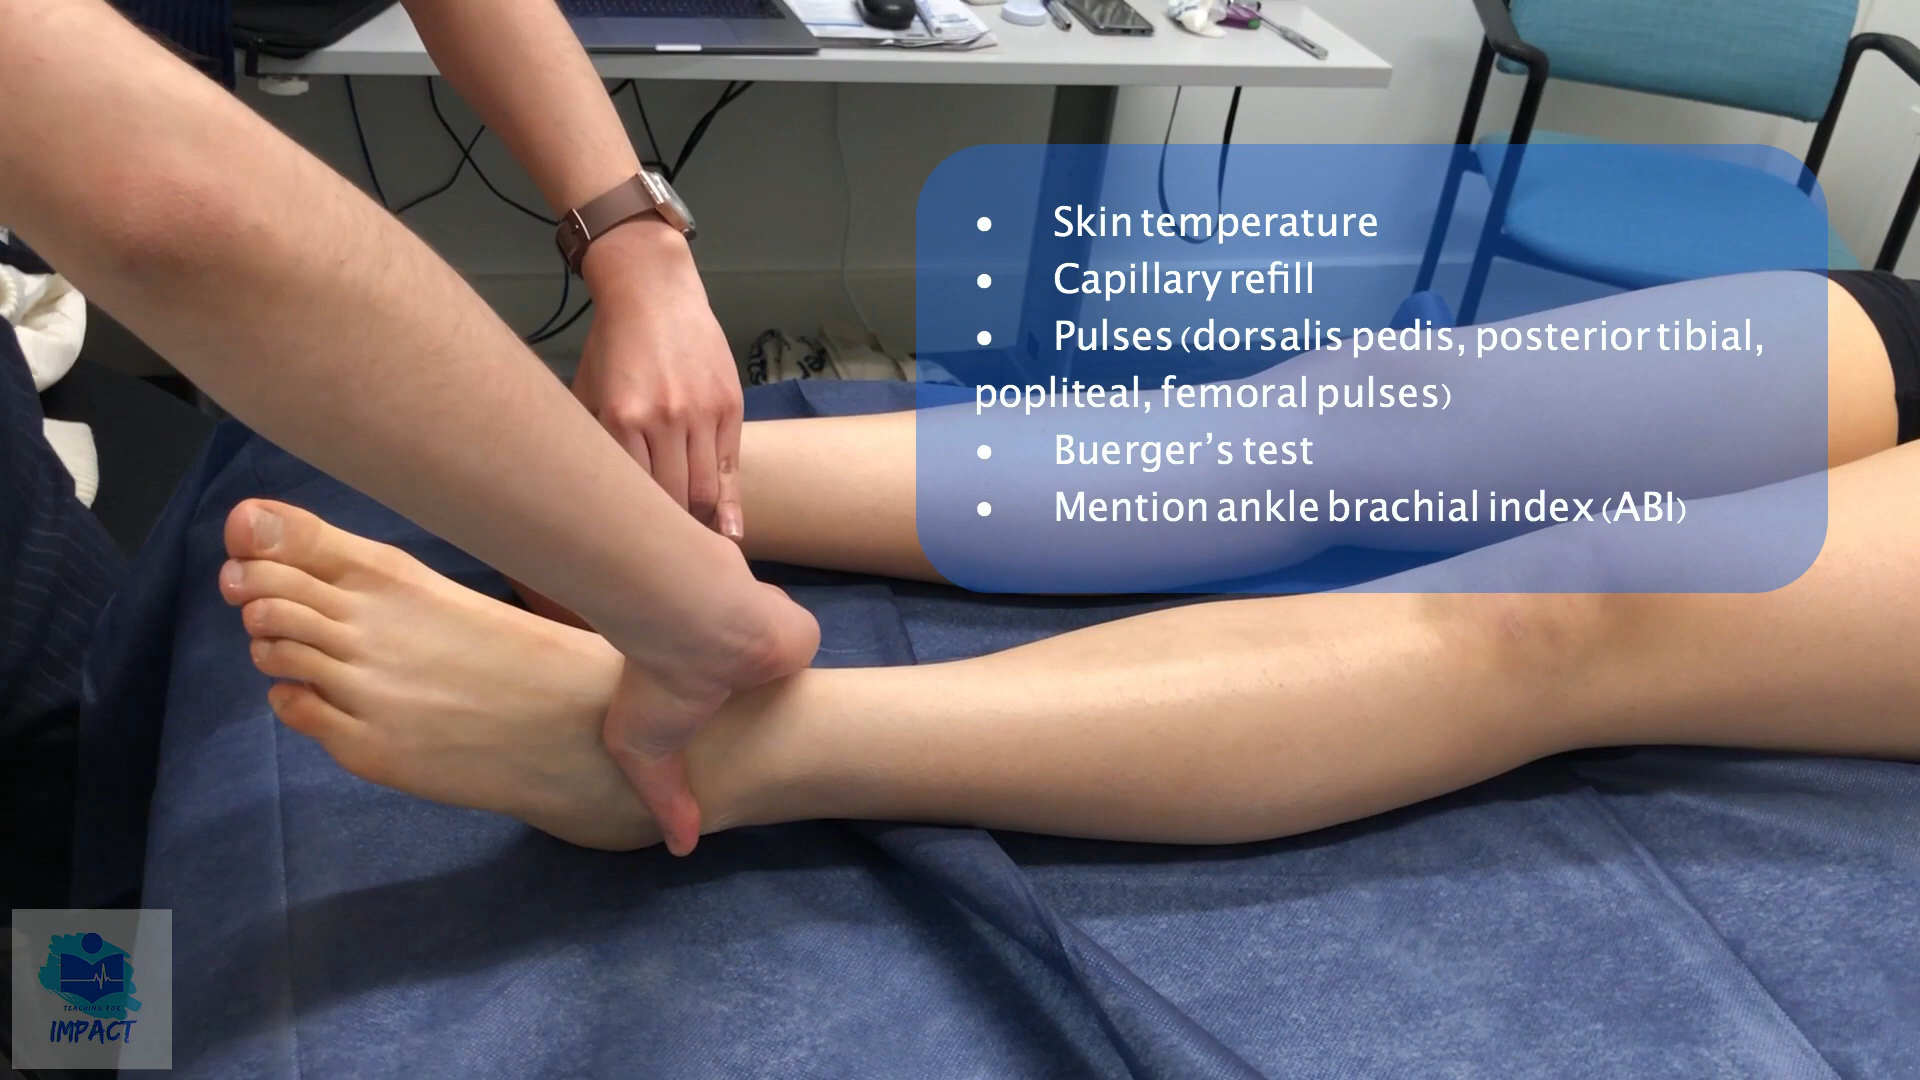 • Skin temperature
• Capillary refill
• Pulses (dorsalis pedis, posterior tibial,
popliteal, femoral pulses)
• Buerger’s test
• Mention ankle brachial index (ABI)
TEACHING FOR
IMPACT